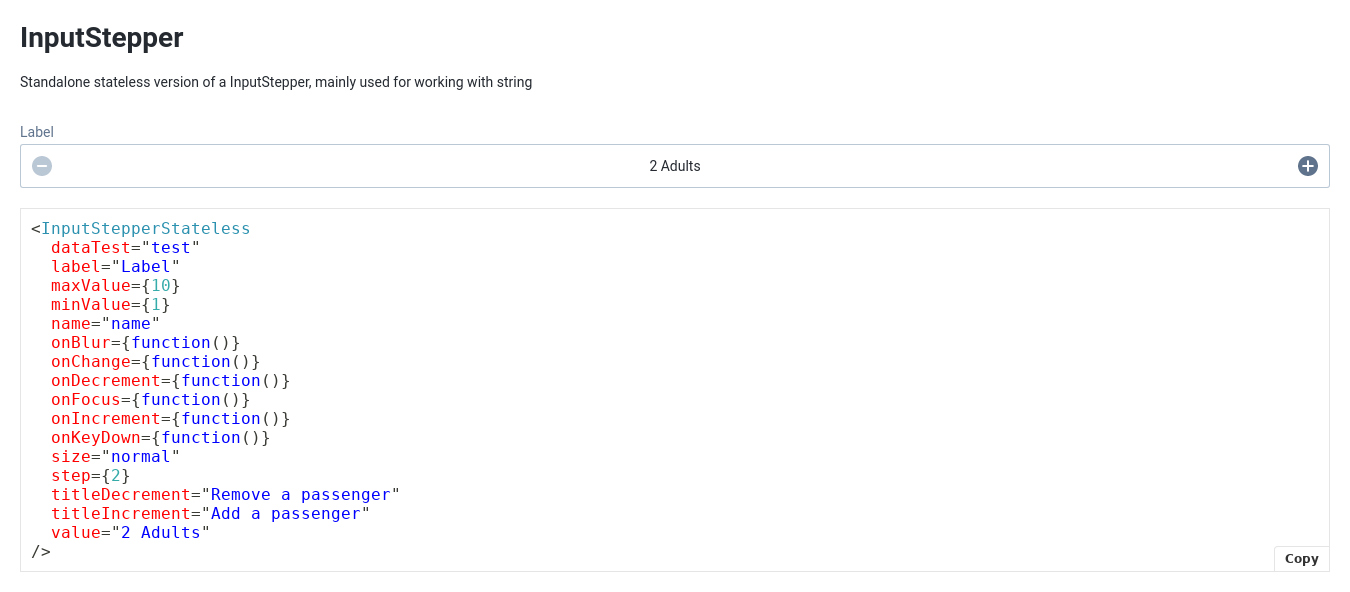 InputStepper
Standalone stateless version of a InputStepper, mainly used for working with string
Label
2 Adults
<InputStepperStateless
  dataTest="test"
  label="Label"
  maxValue={10}
  minValue={1}
  name="name"
  onBlur={function()}
  onChange={function()}
  onDecrement={function()}
  onFocus={function()}
  onIncrement={function()}
  onKeyDown={function()}
  size="normal"
  step={2}
  titleDecrement="Remove a passenger"
  titleIncrement="Add a passenger"
  value="2 Adults"
/>
Copy